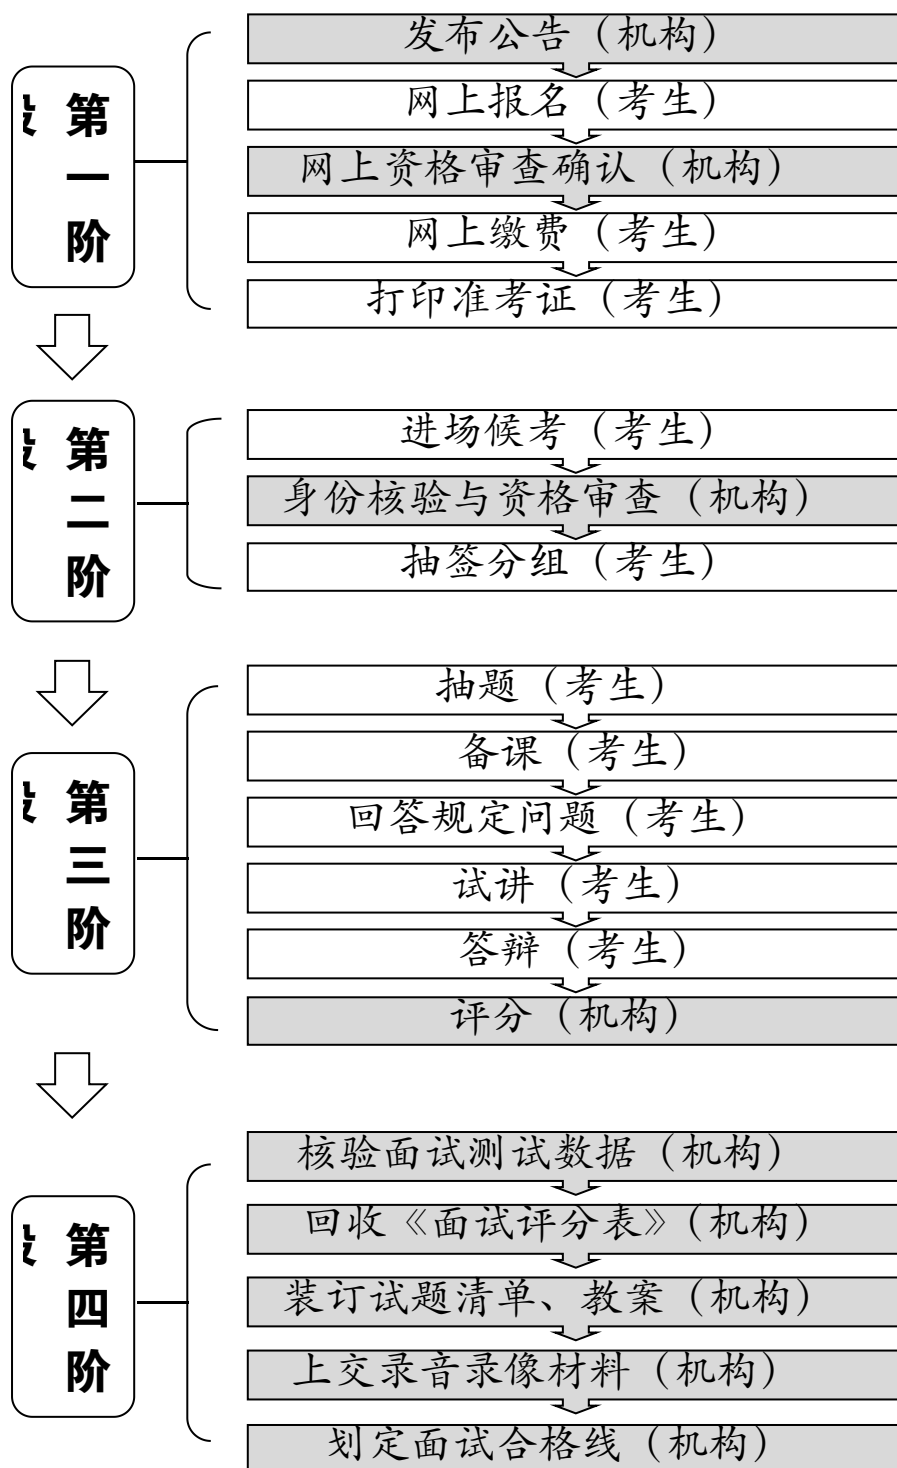 第一阶段
发布公告（机构）
网上报名（考生）
网上资格审查确认（机构）
网上缴费（考生）
打印准考证（考生）
第二阶段
进场候考（考生）
身份核验与资格审查（机构）
抽签分组（考生）
第三阶段
抽题（考生）
备课（考生）
回答规定问题（考生）
试讲（考生）
答辩（考生）
评分（机构）
第四阶段
核验面试测试数据（机构）
回收《面试评分表》（机构）
装订试题清单、教案（机构）
上交录音录像材料（机构）
划定面试合格线（机构）